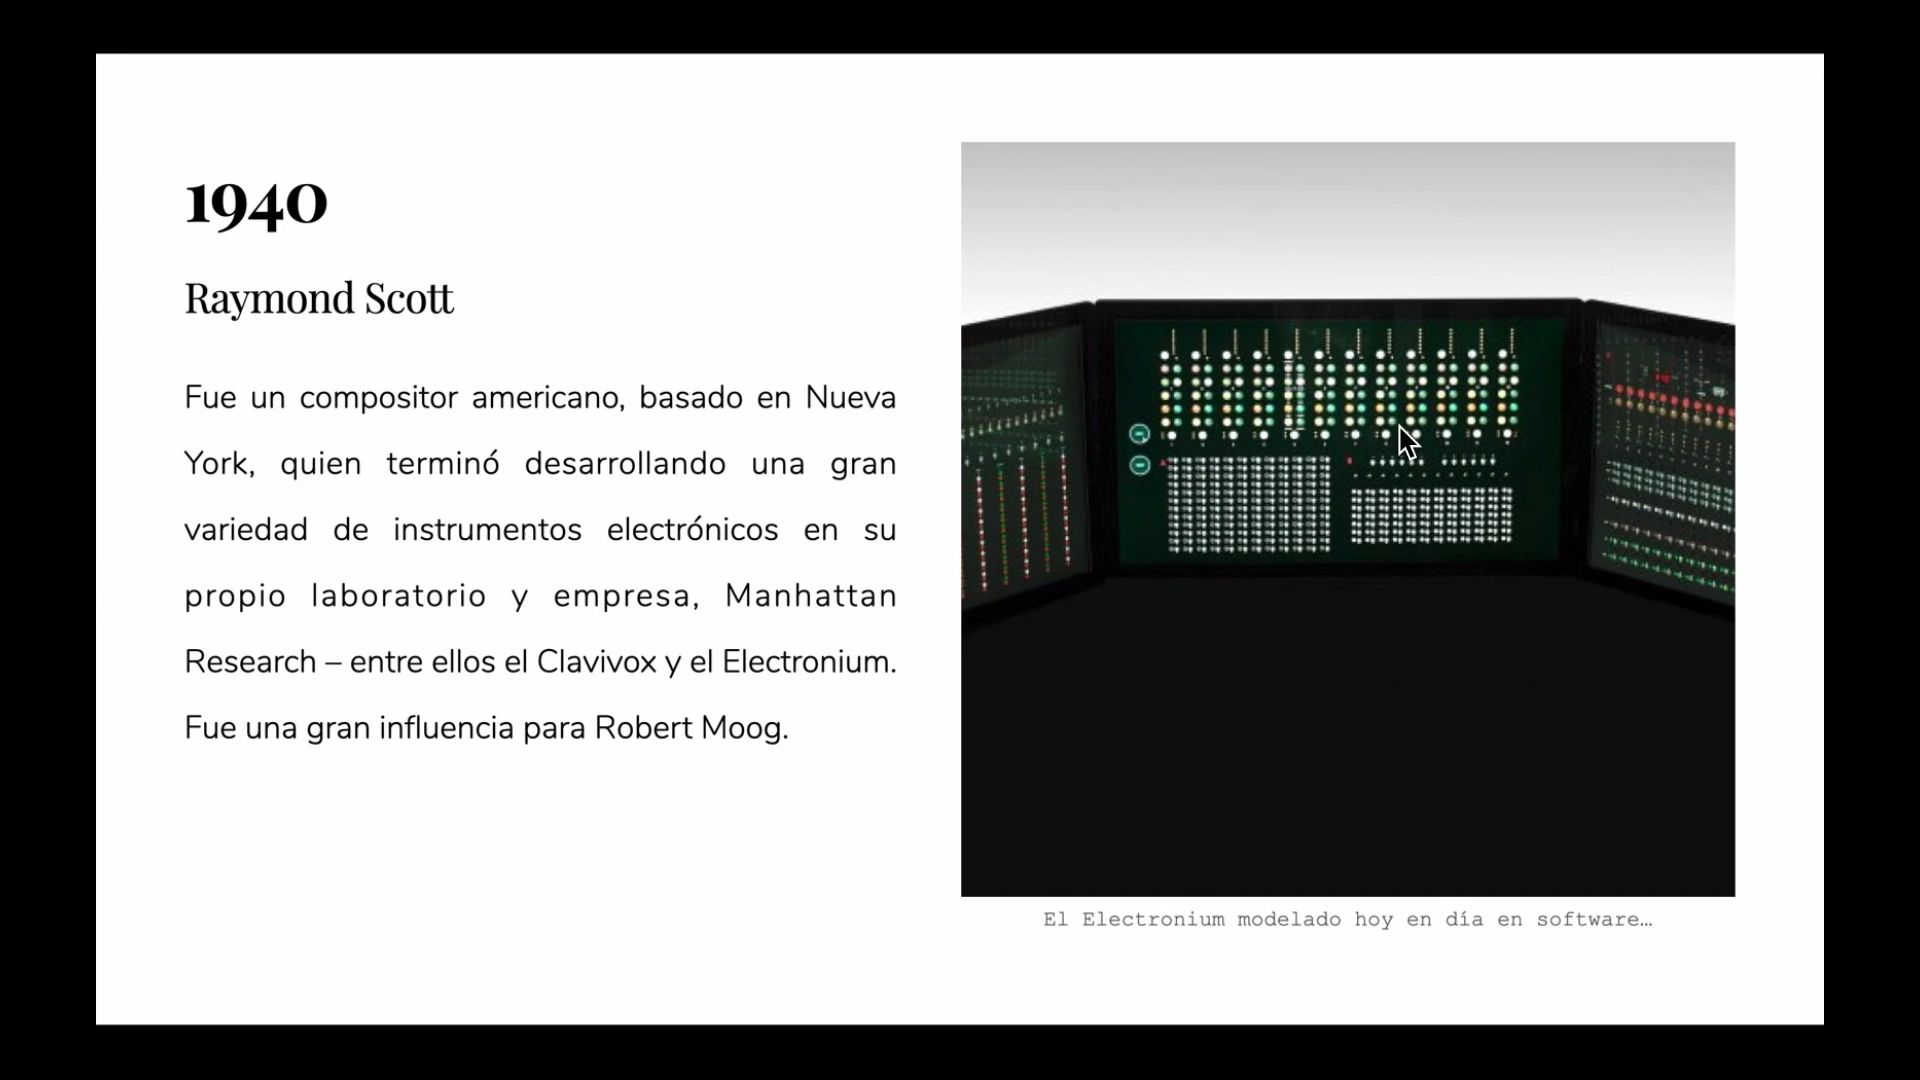 1940
Raymond Scott
Fue un compositor americano, basado en Nueva
York, quien terminó desarrollando una gran
variedad de instrumentos electrónicos en su
propio laboratorio y empresa, Manhattan
Research – entre ellos el Clavivox y el Electronium.
Fue una gran influencia para Robert Moog.
El Electronium modelado hoy en día en software…